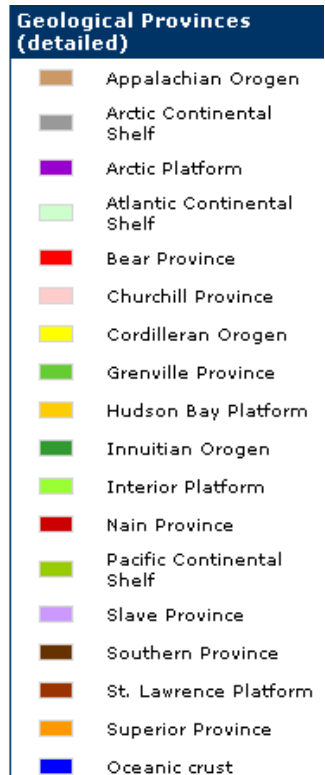 Geological Provinces
(detailed)
Appalachian Orogen
Arctic Continental
Shelf
Arctic Platform
Atlantic Continental
Shelf
Bear Province
Churchill Province
Cordilleran Orogen
Grenville Province
Hudson Bay Platform
Innuitian Orogen
Interior Platform
Nain Province
Pacific Continental
Shelf
Slave Province
Southern Province
St. Lawrence Platform
Superior Province
Oceanic crust